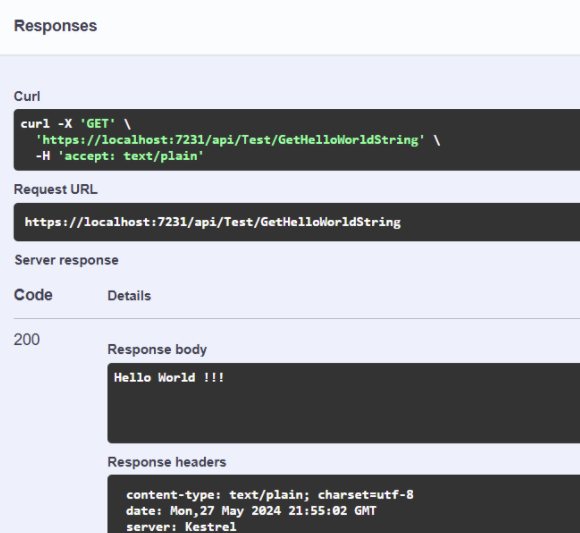 Responses
Curl
curl -X 'GET' \
'https://localhost:7231/api/Test/GetHelloWorldString' \
-H 'accept: text/plain'
Request URL
https://localhost:7231/api/Test/GetHelloWorldString
Server response
Code Details
200
Response body
Hello World !!!
Response headers
content-type: text/plain; charset=utf-8
date: Mon,27 May 2024 21:55:02 GMT
server: Kestrel